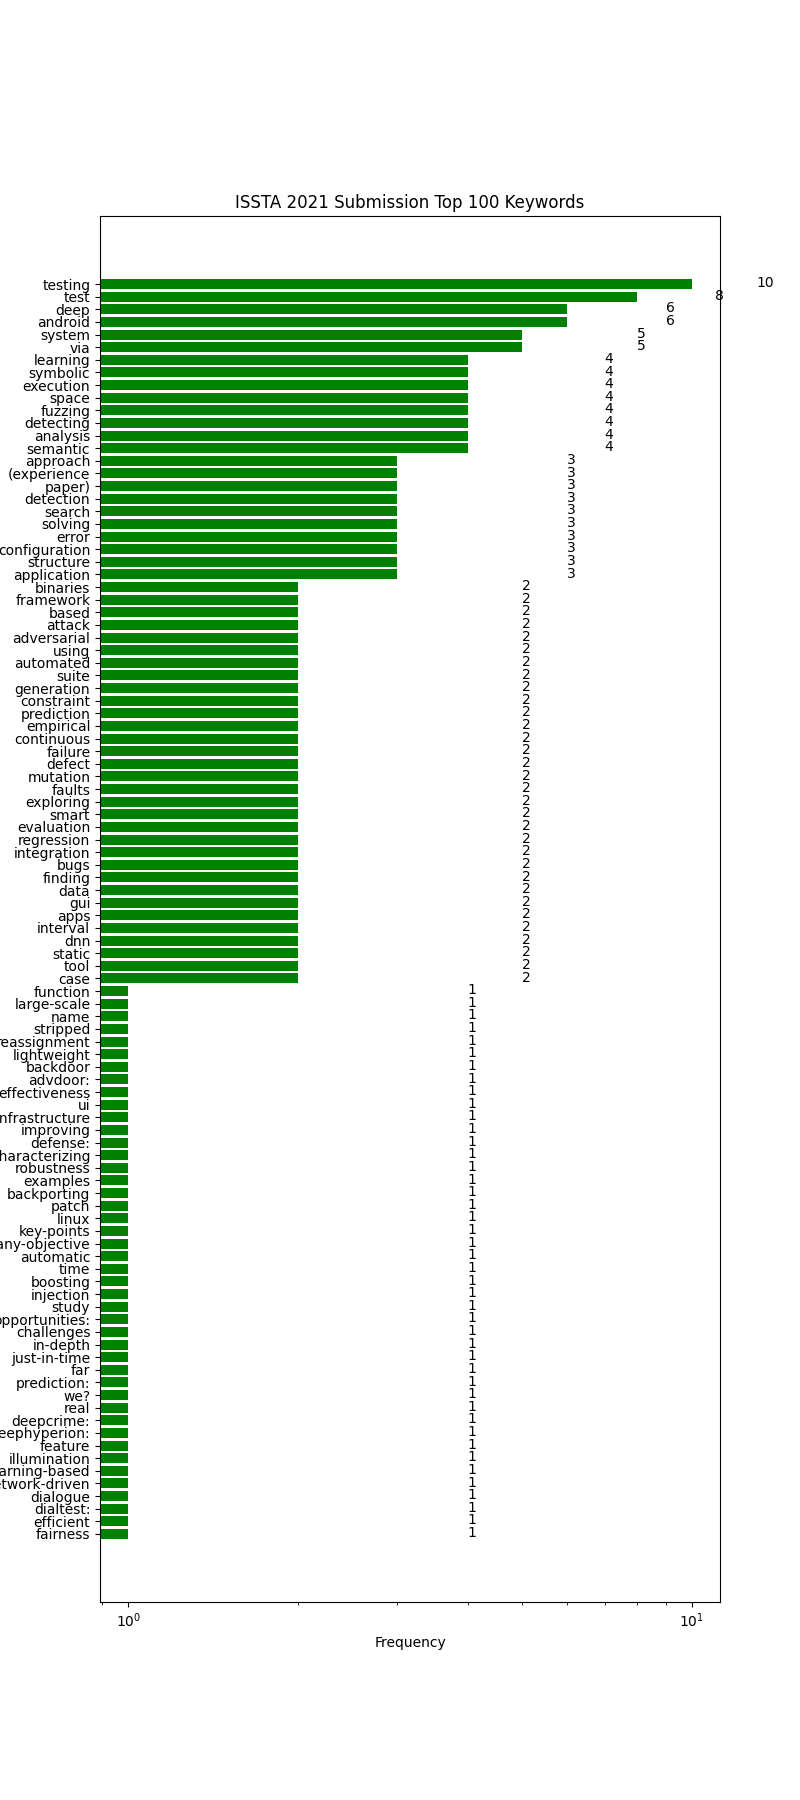 ISSTA 2021 Submission Top 100 Keywords
testing 10
test 8
deep 6
android 6
system 5
via 5
learning 4
symbolic 4
execution 4
space 4
fuzzing 4
detecting 4
analysis 4
semantic 4
approach 3
(experience 3
paper) 3
detection 3
search 3
solving 3
error 3
configuration 3
structure 3
application 3
binaries 2
framework 2
based 2
attack 2
adversarial 2
using 2
automated 2
suite 2
generation 2
constraint 2
prediction 2
empirical 2
continuous 2
failure 2
defect 2
mutation 2
faults 2
exploring 2
smart 2
evaluation 2
regression 2
integration 2
bugs 2
finding 2
data 2
gui 2
apps 2
interval 2
dnn 2
static 2
tool 2
case 2
function 1
large-scale 1
name 1
stripped 1
reassignment 1
lightweight 1
backdoor 1
advdoor: 1
effectiveness 1
ui 1
nfrastructure 1
improving 1
defense: 1
haracterizing 1
robustness 1
examples 1
backporting 1
patch 1
linux 1
key-points 1
any-objective 1
automatic 1
time 1
boosting 1
injection 1
study 1
opportunities: 1
challenges 1
in-depth 1
just-in-time 1
far 1
prediction: 1
we? 1
real 1
deepcrime: 1
eephyperion: 1
feature 1
illumination 1
arning-based 1
twork-driven 1
dialogue 1
dialtest: 1
efficient 1
fairness 1
10^0 10^1
Frequency